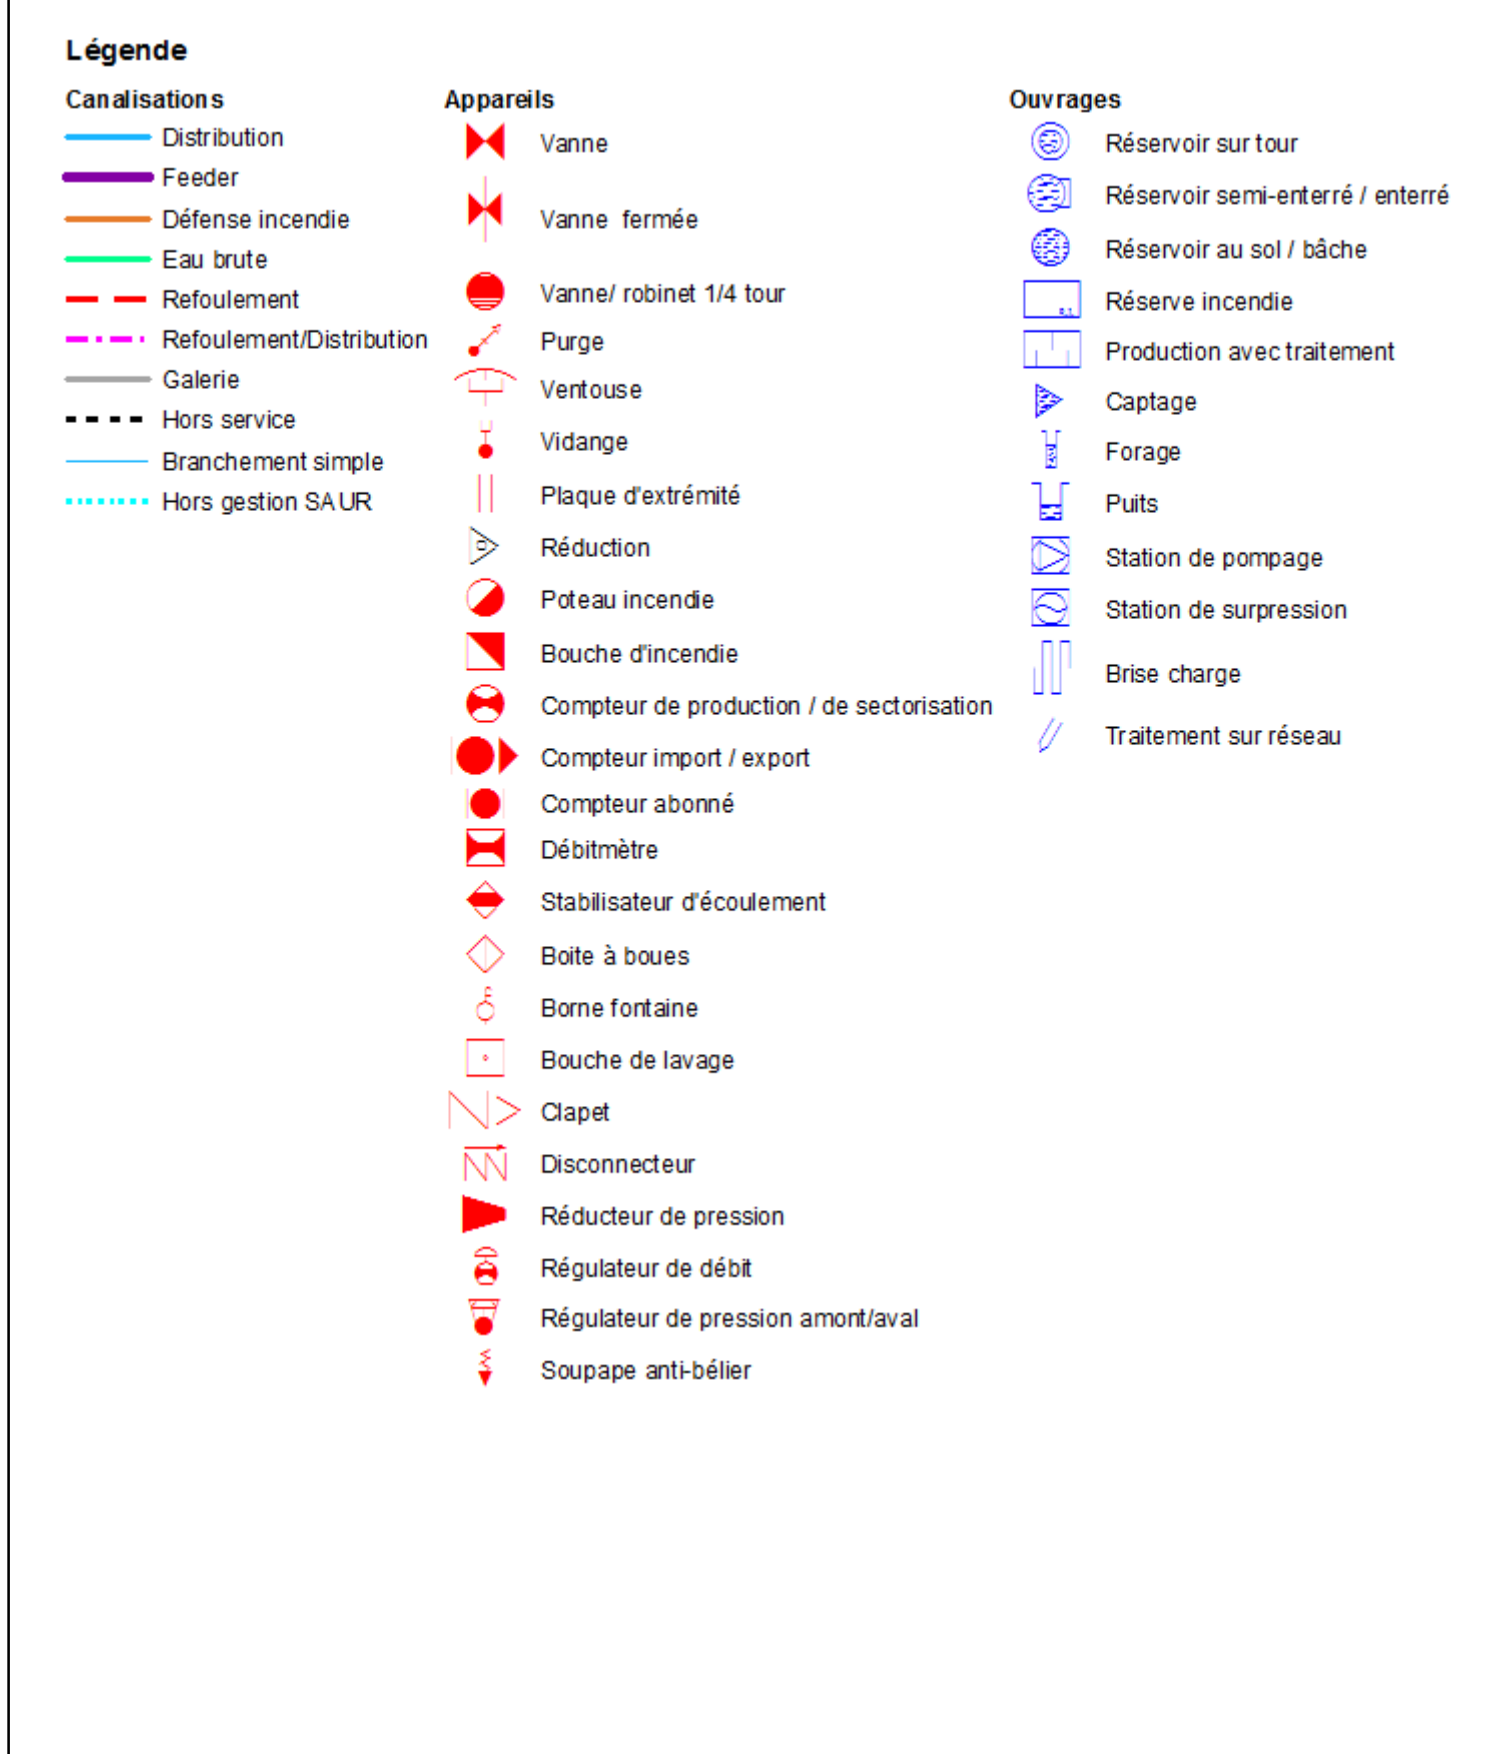 Légende
Canalisations
Distribution
Feeder
Défense incendie
Eau brute
Refoulement
Refoulement/Distribution
Galerie
Hors service
Branchement simple
Hors gestion SAUR
Appareils
Vanne
Vanne fermée
Vanne/ robinet 1/4 tour
Purge
Ventouse
Vidange
Plaque d'extrémité
Réduction
Poteau incendie
Bouche d'incendie
Compteur de production / de sectorisation
Compteur import / export
Compteur abonné
Débitmètre
Stabilisateur d'écoulement
Boite à boues
Borne fontaine
Bouche de lavage
Clapet
Disconnecteur
Réducteur de pression
Régulateur de débit
Régulateur de pression amont/aval
Soupape anti-bélier
Ouvrages
Réservoir sur tour
Réservoir semi-enterré / enterré
Réservoir au sol / bâche
Réserve incendie
Production avec traitement
Captage
Forage
Puits
Station de pompage
Station de surpression
Brise charge
Traitement sur réseau